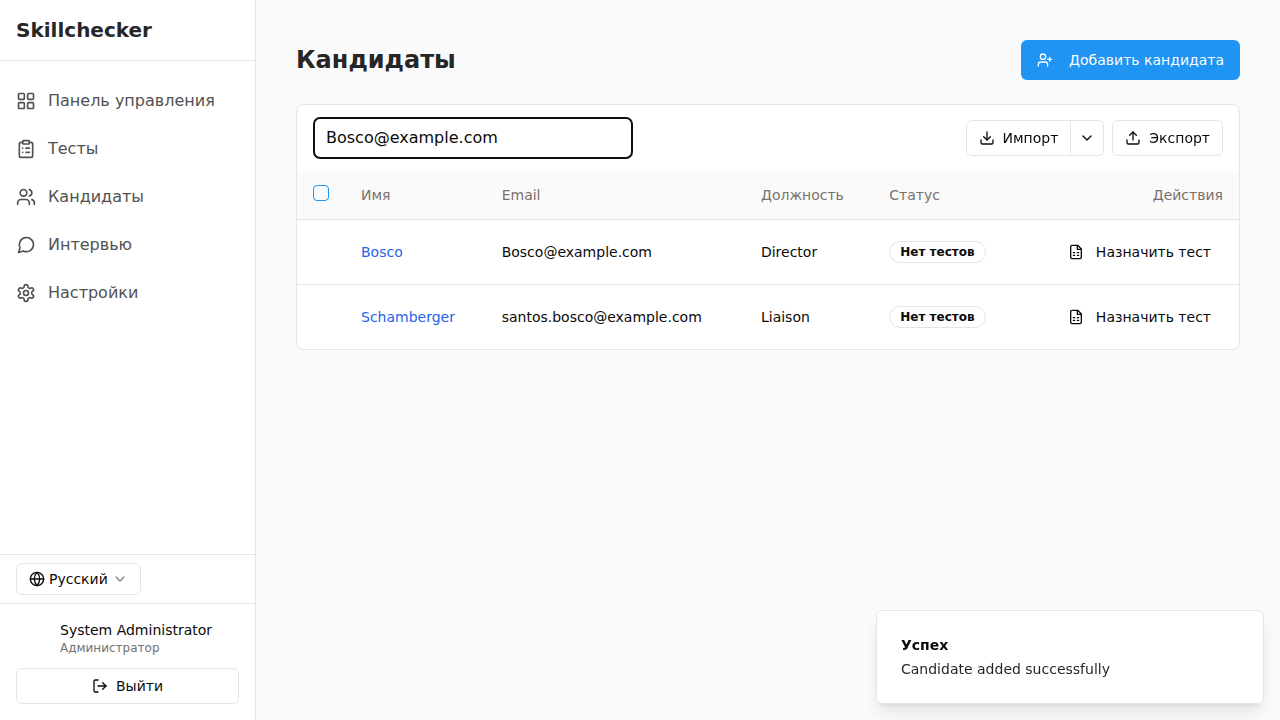 Skillchecker
Панель управления
Тесты
Кандидаты
Интервью
Настройки
Русский
System Administrator
Администратор
Выйти
Кандидаты
Добавить кандидата
Bosco@example.com
Импорт
Экспорт
Имя Email Должность Статус Действия
Bosco Bosco@example.com Director Нет тестов Назначить тест
Schamberger santos.bosco@example.com Liaison Нет тестов Назначить тест
Успех
Candidate added successfully